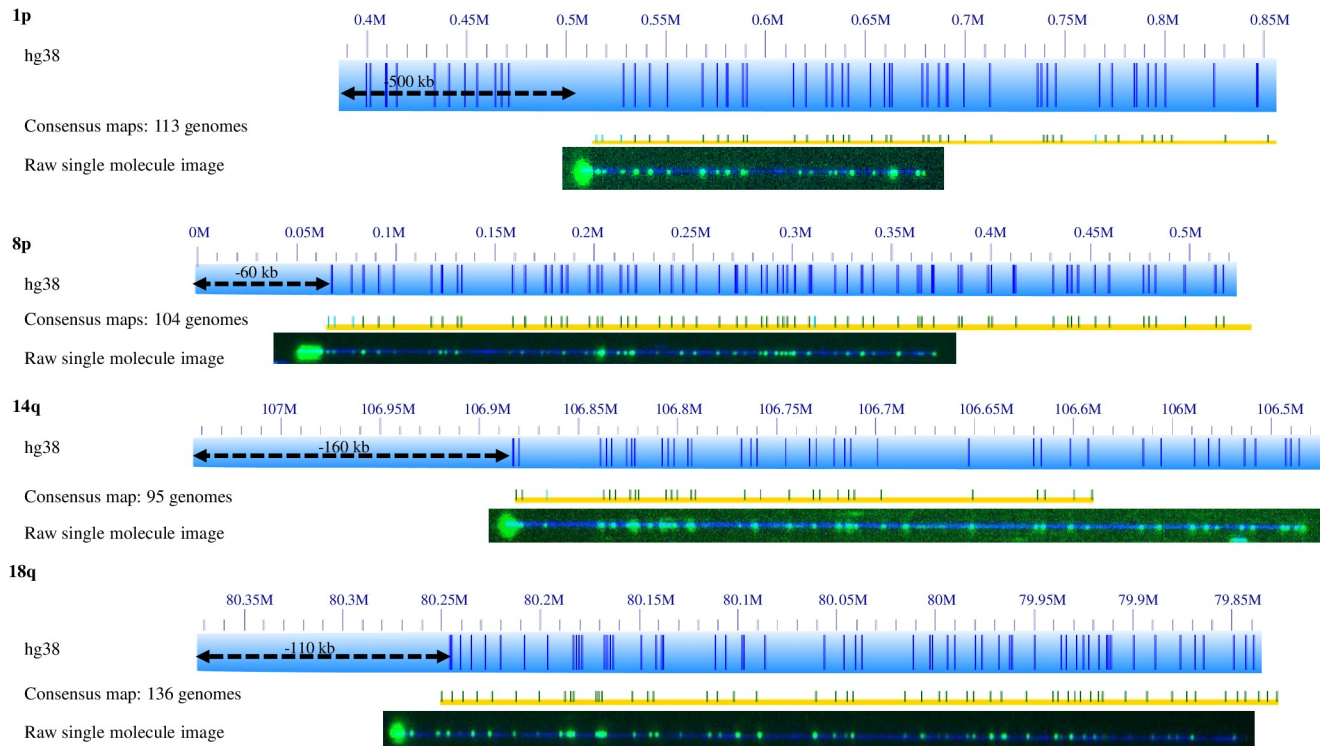 1p
0.4M 0.45M 0.5M 0.55M 0.6M 0.65M 0.7M 0.75M 0.8M 0.85M
hg38
-500 kb
Consensus maps: 113 genomes
Raw single molecule image
8p
0M 0.05M 0.1M 0.15M 0.2M 0.25M 0.3M 0.35M 0.4M 0.45M 0.5M
-60 kb
hg38
Consensus maps: 104 genomes
Raw single molecule image
14q
107M 106.95M 106.9M 106.85M 106.8M 106.75M 106.7M 106.65M 106.6M 106M 106.5M
hg38
-160 kb
Consensus map: 95 genomes
Raw single molecule image
18q
80.35M 80.3M 80.25M 80.2M 80.15M 80.1M 80.05M 80M 79.95M 79.9M 79.85M
hg38
-110 kb
Consensus map: 136 genomes
Raw single molecule image